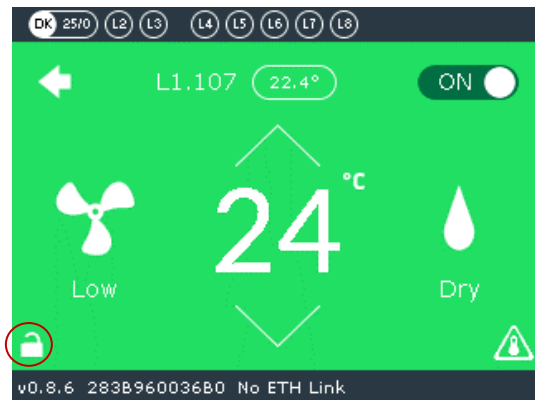 DK 25/0 L2 L3 L4 L5 L6 L7 L8
L1.107 22.4° ON
24 °C
Low
Dry
v0.8.6 283B960036B0 No ETH Link